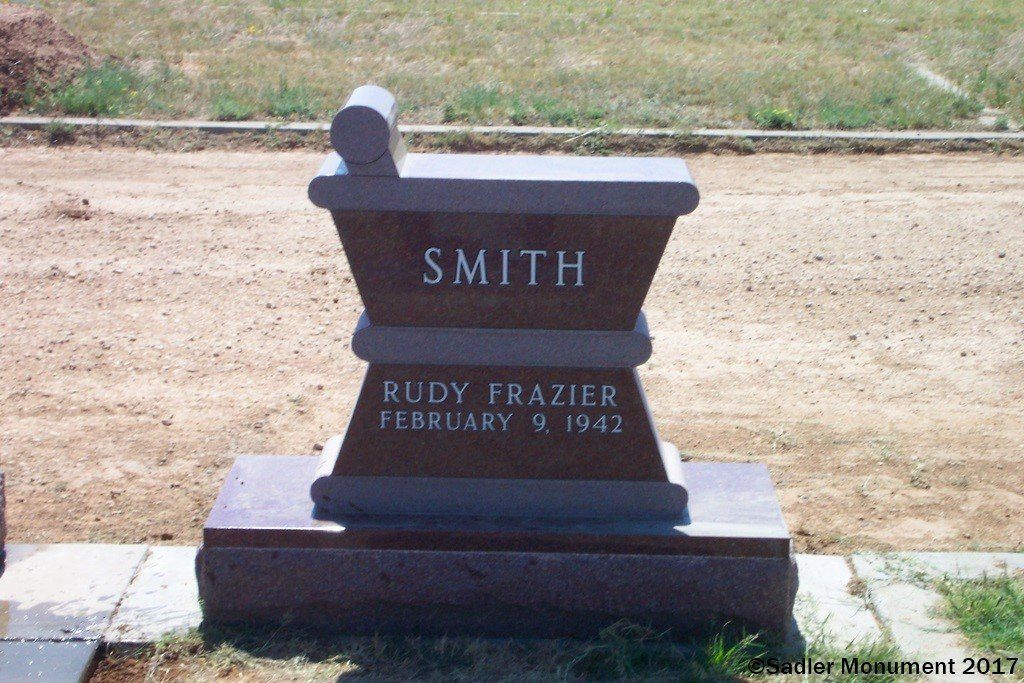 SMITH
RUDY FRAZIER
FEBRUARY 9, 1942
©Sadler Monument 2017